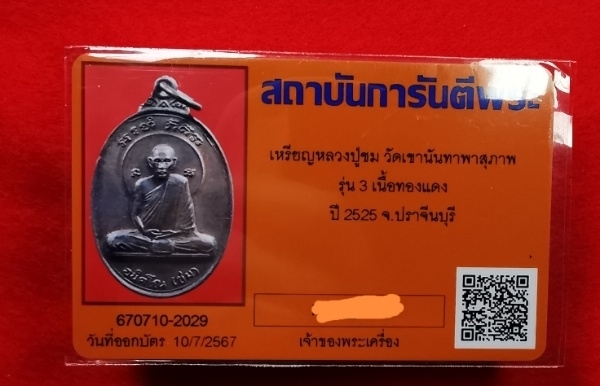 สถาบันการันตีพระ
เหรียญหลวงปู่ชม วัดเขานันทาพาสุภาพ
รุ่น 3 เนื้อทองแดง
ปี 2525 จ.ปราจีนบุรี
670710-2029
วันที่ออกบัตร 10/7/2567
เจ้าของพระเครื่อง